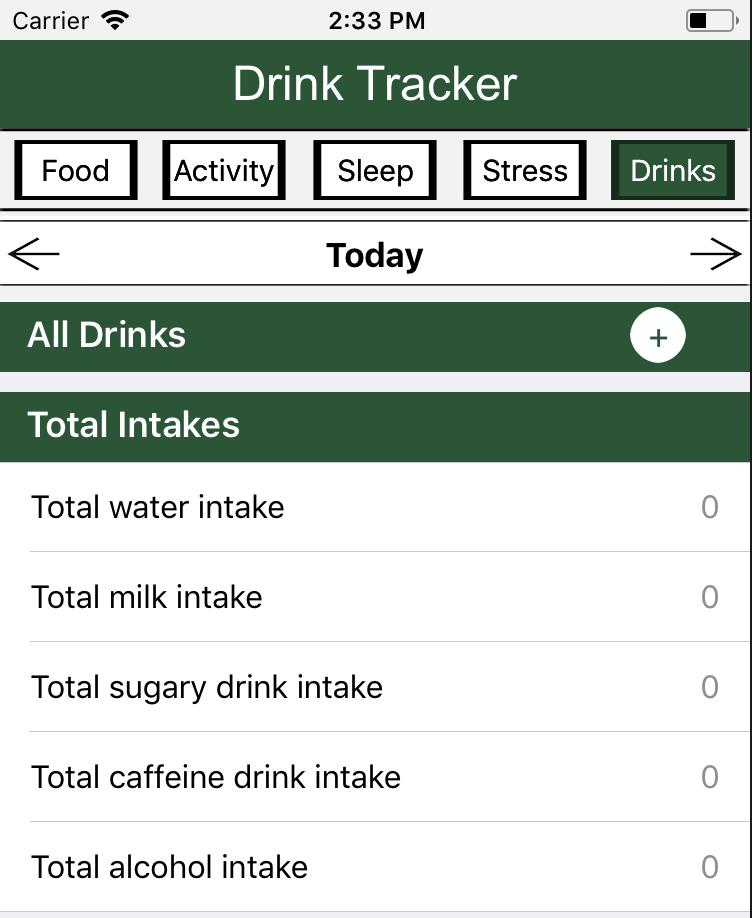 Carrier 2:33 PM
Drink Tracker
Food Activity Sleep Stress Drinks
Today
All Drinks +
Total Intakes
Total water intake 0
Total milk intake 0
Total sugary drink intake 0
Total caffeine drink intake 0
Total alcohol intake 0